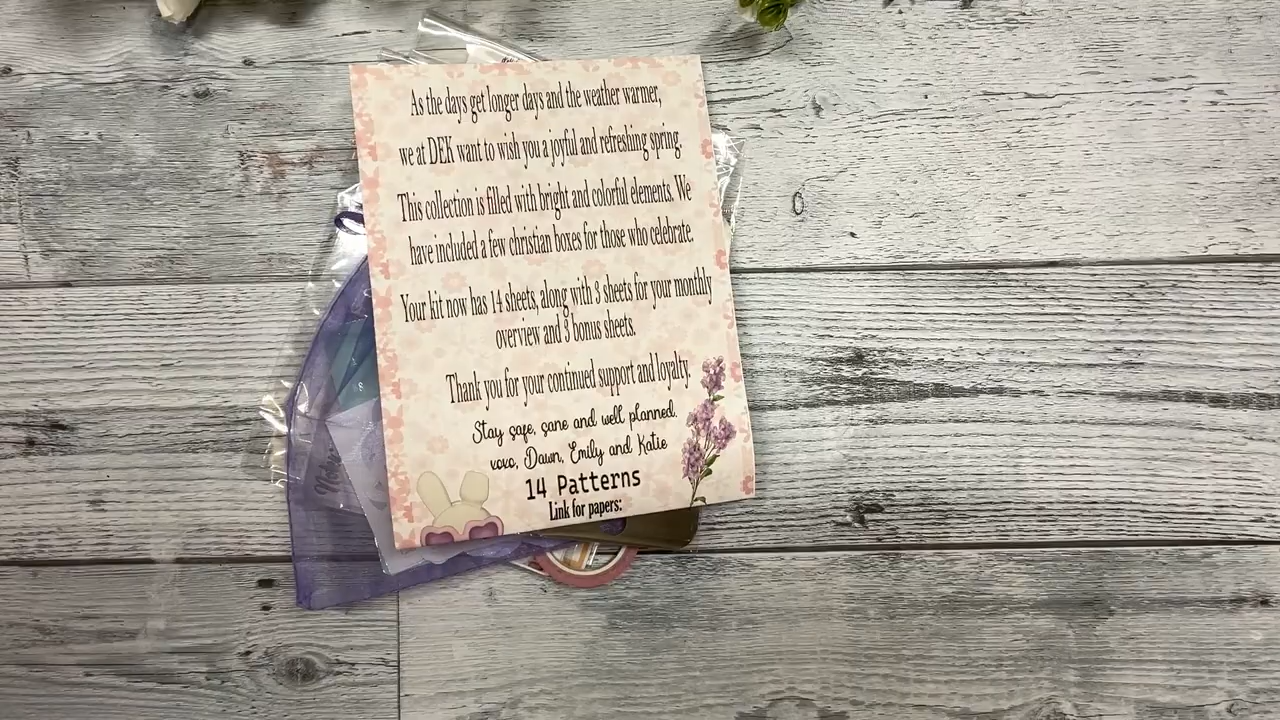 As the days get longer days and the weather warmer,
we at DEK want to wish you a joyful and refreshing spring.
This collection is filled with bright and colorful elements. We
have included a few christian boxes for those who celebrate.
Your kit now has 14 sheets, along with 3 sheets for your monthly
overview and 3 bonus sheets.
Thank you for your continued support and loyalty
Stay safe, sane and well planned.
xoxo, Dawn, Emily and Katie
14 Patterns
Link for papers: